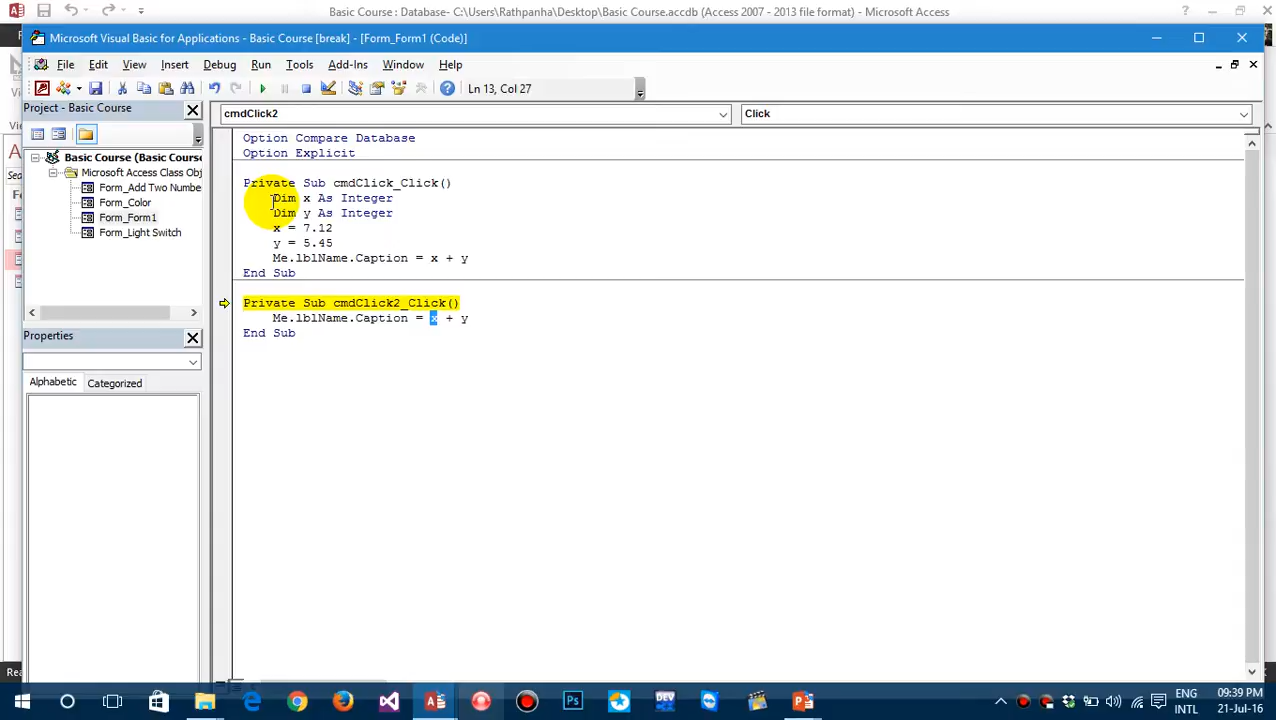 Basic Course : Database- C:\Users\Rathpanha\Desktop\Basic Course.accdb (Access 2007 - 2013 file format) - Microsoft Access
Microsoft Visual Basic for Applications - Basic Course [break] - [Form_Form1 (Code)]
File Edit View Insert Debug Run Tools Add-Ins Window Help
Ln 13, Col 27
Project - Basic Course
cmdClick2
Click
Basic Course (Basic Course
Microsoft Access Class Obj
Form_Add Two Numbe
Form_Color
Form_Form1
Form_Light Switch
Properties
Alphabetic Categorized
Option Compare Database
Option Explicit
Private Sub cmdClick_Click()
Dim x As Integer
Dim y As Integer
x = 7.12
y = 5.45
Me.lblName.Caption = x + y
End Sub
Private Sub cmdClick2_Click()
Me.lblName.Caption = x + y
End Sub
ENG
INTL
09:39 PM
21-Jul-16